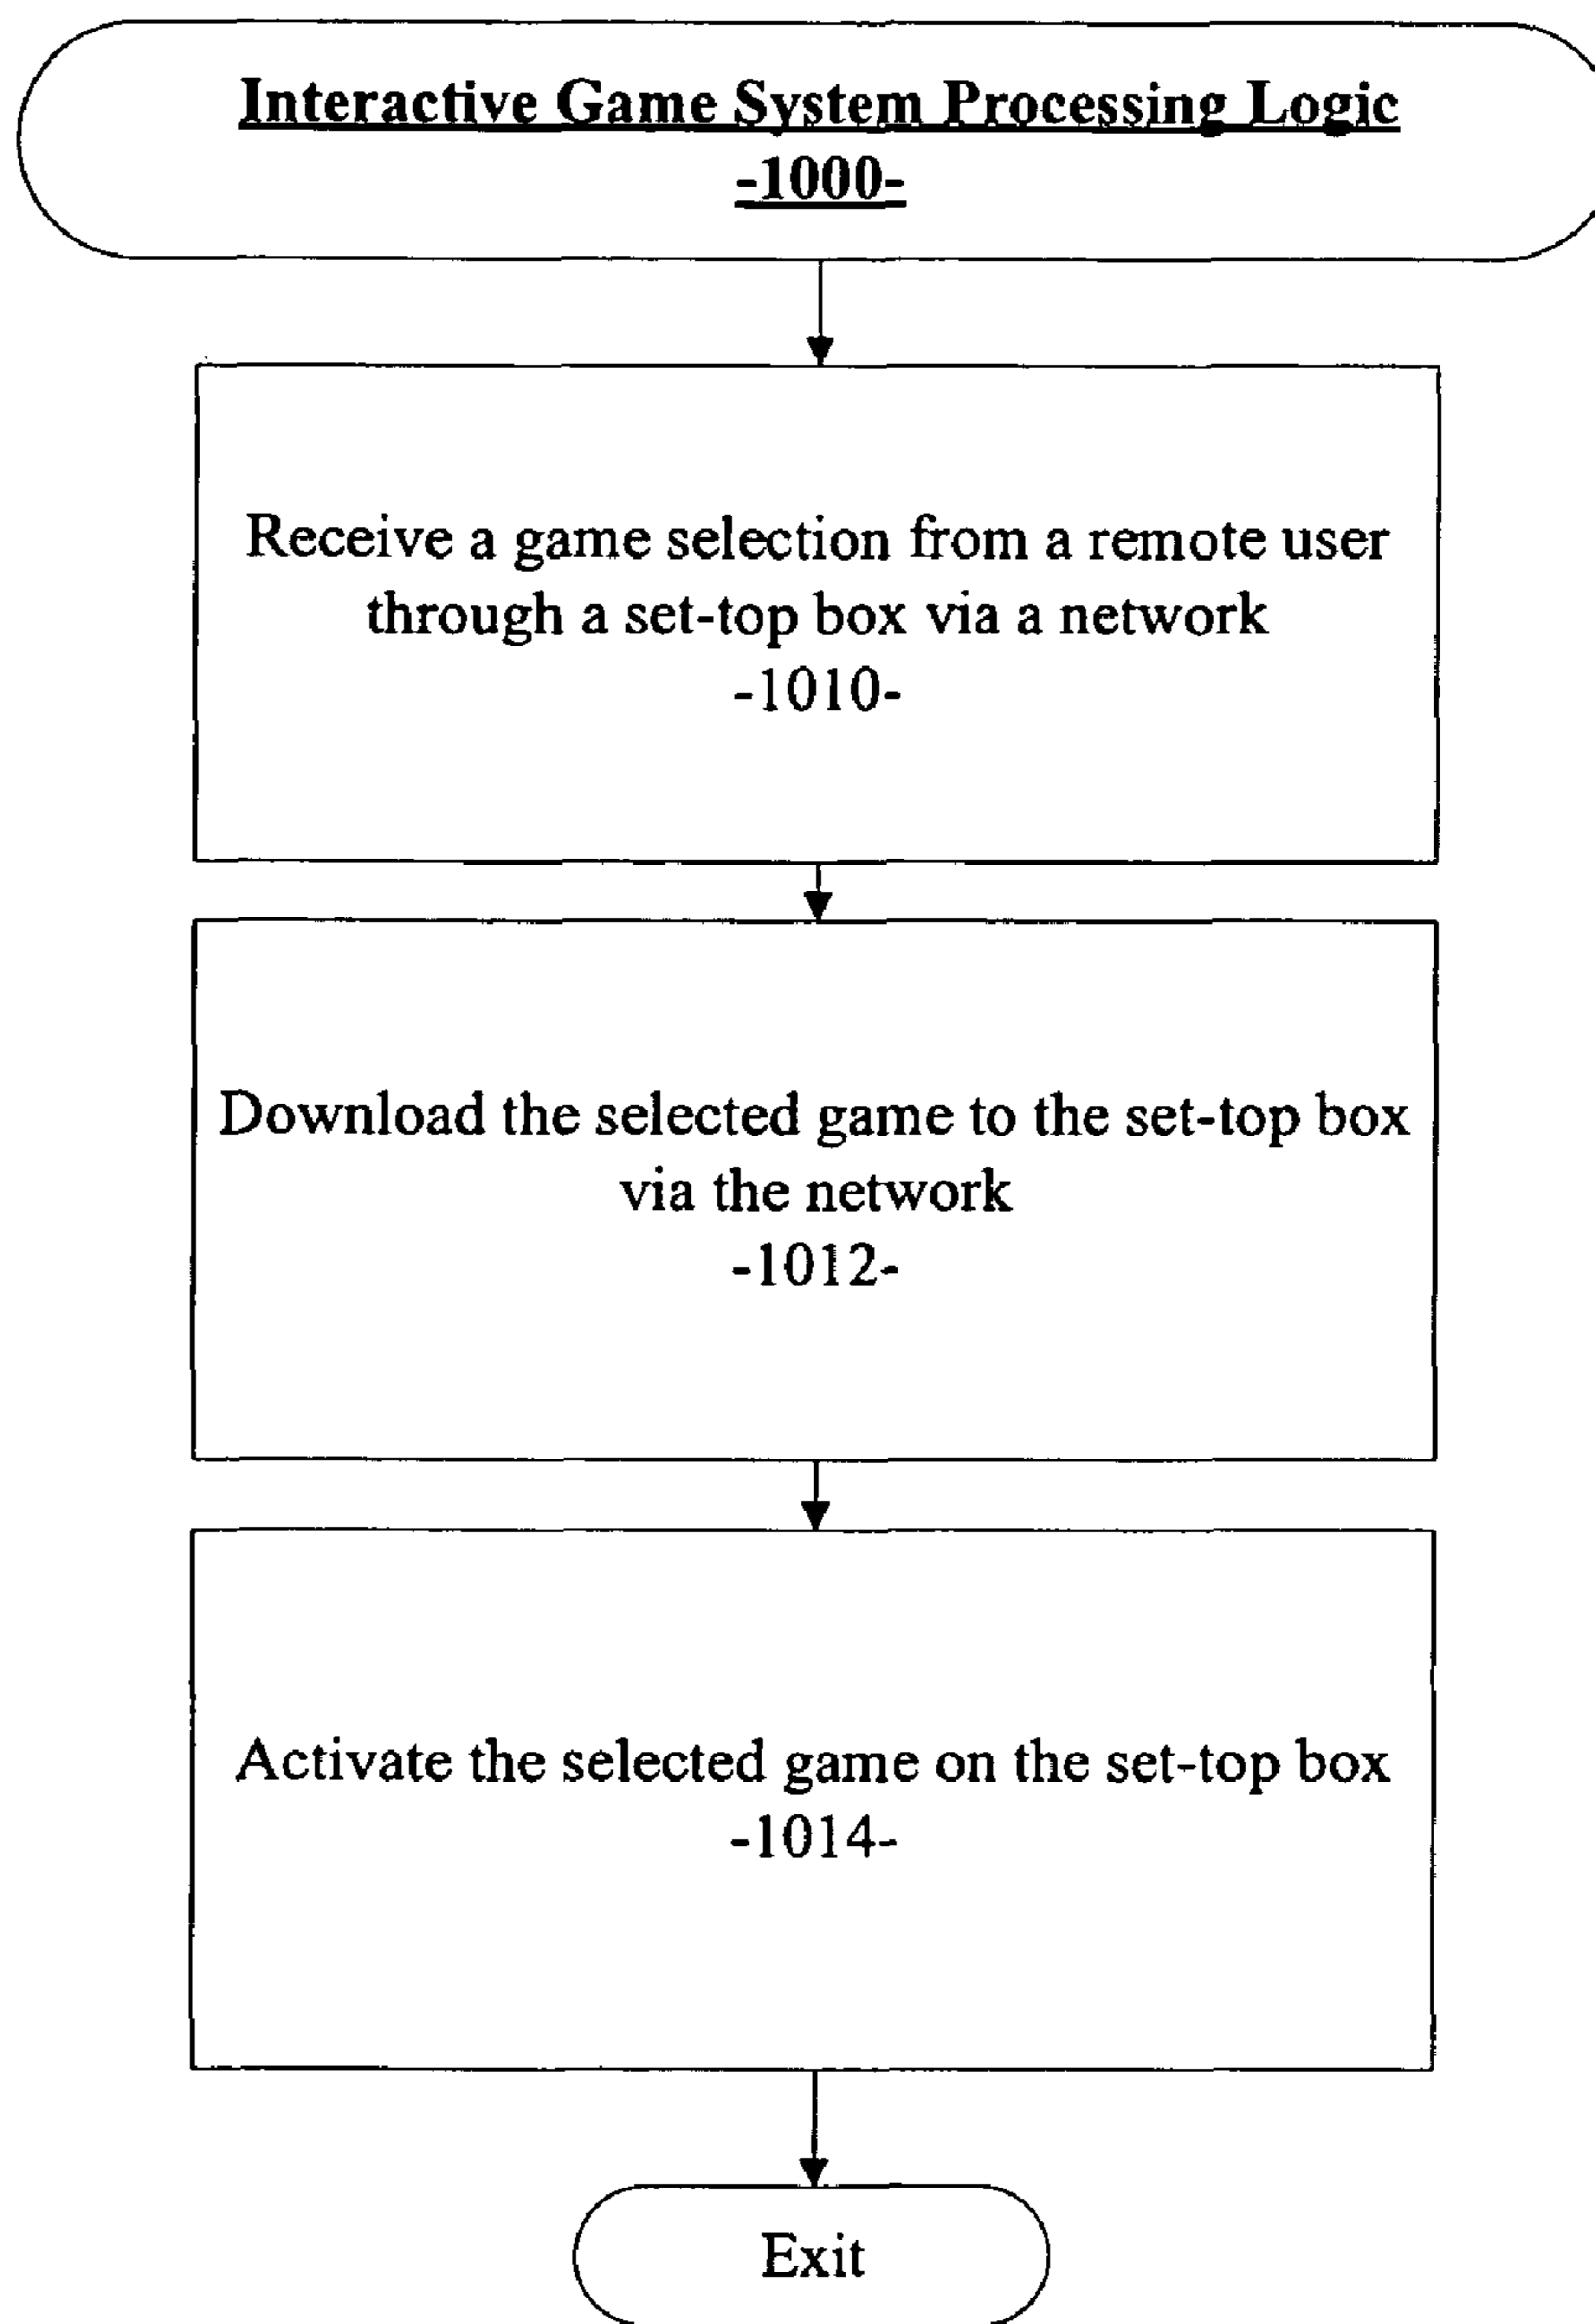 Interactive Game System Processing Logic
-1000-
Receive a game selection from a remote user
through a set-top box via a network
-1010-
Download the selected game to the set-top box
via the network
-1012-
Activate the selected game on the set-top box
-1014-
Exit